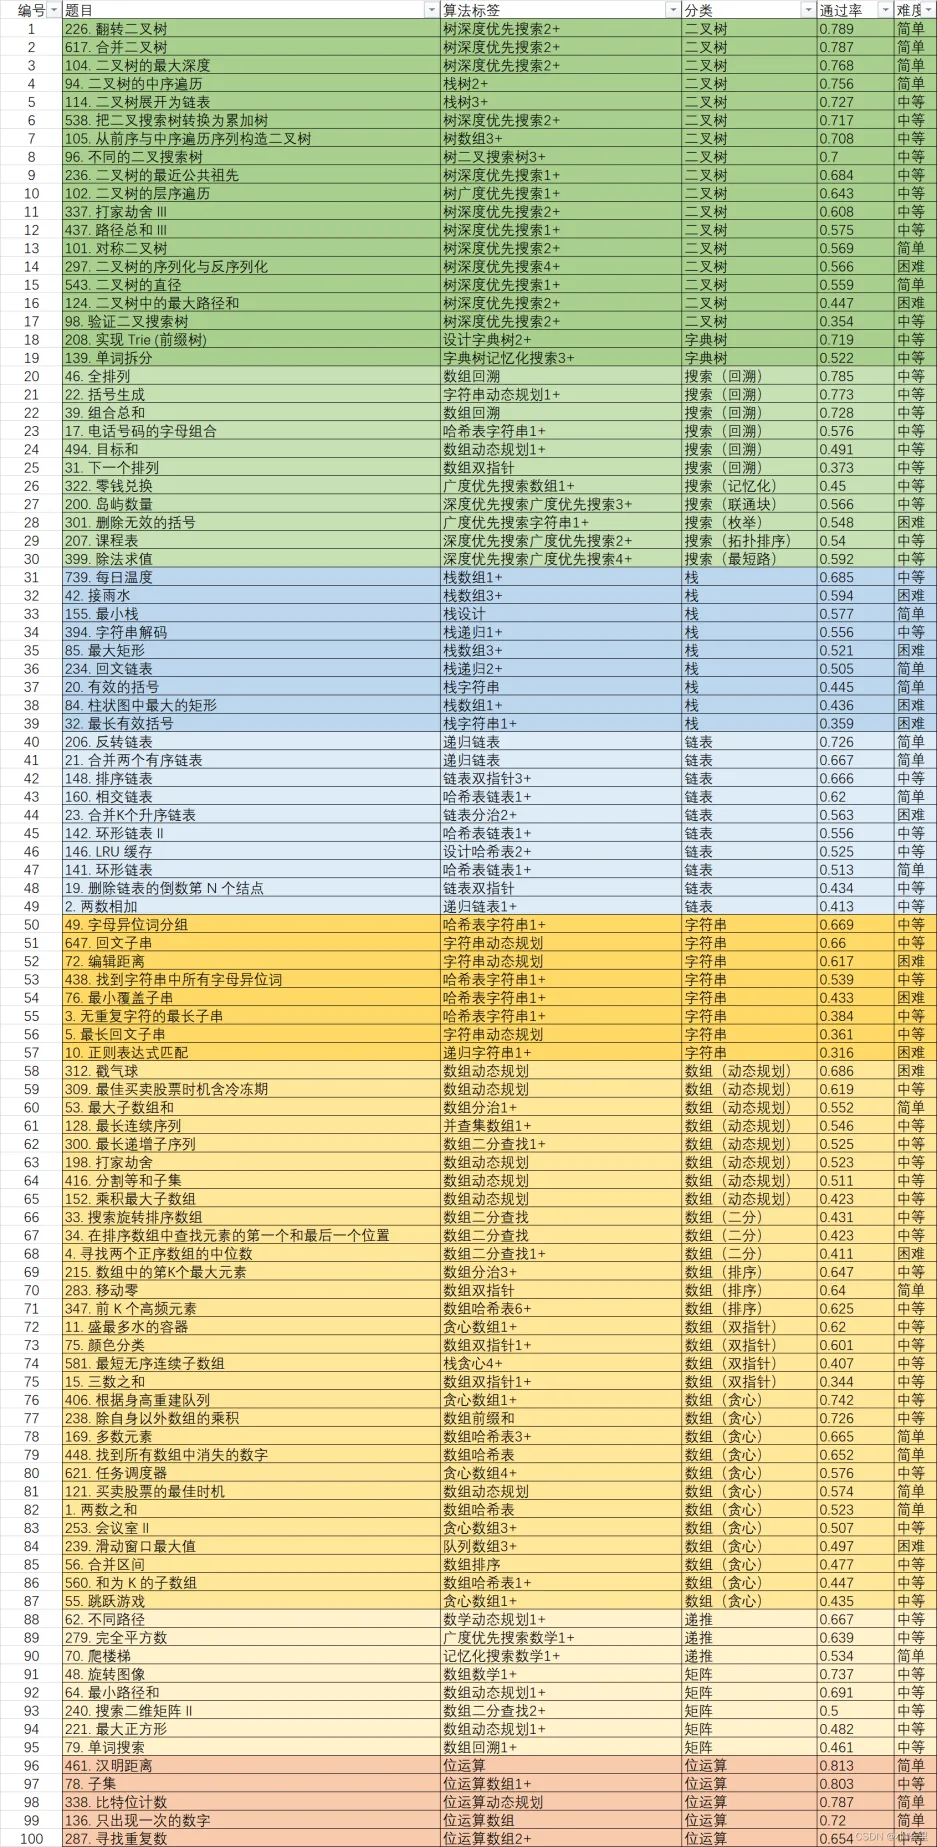 编号 题目 算法标签 分类 通过率 难度
1 226. 翻转二叉树 树深度优先搜索2+ 二叉树 0.789 简单
2 617. 合并二叉树 树深度优先搜索2+ 二叉树 0.787 简单
3 104. 二叉树的最大深度 树深度优先搜索2+ 二叉树 0.768 简单
4 94. 二叉树的中序遍历 栈树2+ 二叉树 0.756 简单
5 114. 二叉树展开为链表 栈树3+ 二叉树 0.727 中等
6 538. 把二叉搜索树转换为累加树 树深度优先搜索2+ 二叉树 0.717 中等
7 105. 从前序与中序遍历序列构造二叉树 树数组3+ 二叉树 0.708 中等
8 96. 不同的二叉搜索树 树二叉搜索树3+ 二叉树 0.7 中等
9 236. 二叉树的最近公共祖先 树深度优先搜索1+ 二叉树 0.684 中等
10 102. 二叉树的层序遍历 树广度优先搜索1+ 二叉树 0.643 中等
11 337. 打家劫舍 III 树深度优先搜索2+ 二叉树 0.608 中等
12 437. 路径总和 III 树深度优先搜索1+ 二叉树 0.575 中等
13 101. 对称二叉树 树深度优先搜索2+ 二叉树 0.569 简单
14 297. 二叉树的序列化与反序列化 树深度优先搜索4+ 二叉树 0.566 困难
15 543. 二叉树的直径 树深度优先搜索1+ 二叉树 0.559 简单
16 124. 二叉树中的最大路径和 树深度优先搜索2+ 二叉树 0.447 困难
17 98. 验证二叉搜索树 树深度优先搜索2+ 二叉树 0.354 中等
18 208. 实现 Trie (前缀树) 设计字典树2+ 字典树 0.719 中等
19 139. 单词拆分 字典树记忆化搜索3+ 字典树 0.522 中等
20 46. 全排列 数组回溯 搜索（回溯） 0.785 中等
21 22. 括号生成 字符串动态规划1+ 搜索（回溯） 0.773 中等
22 39. 组合总和 数组回溯 搜索（回溯） 0.728 中等
23 17. 电话号码的字母组合 哈希表字符串1+ 搜索（回溯） 0.576 中等
24 494. 目标和 数组动态规划1+ 搜索（回溯） 0.491 中等
25 31. 下一个排列 数组双指针 搜索（回溯） 0.373 中等
26 322. 零钱兑换 广度优先搜索数组1+ 搜索（记忆化） 0.45 中等
27 200. 岛屿数量 深度优先搜索广度优先搜索3+ 搜索（联通块） 0.566 中等
28 301. 删除无效的括号 广度优先搜索字符串1+ 搜索（枚举） 0.548 困难
29 207. 课程表 深度优先搜索广度优先搜索2+ 搜索（拓扑排序） 0.54 中等
30 399. 除法求值 深度优先搜索广度优先搜索4+ 搜索（最短路） 0.592 中等
31 739. 每日温度 栈数组1+ 栈 0.685 中等
32 42. 接雨水 栈数组3+ 栈 0.594 困难
33 155. 最小栈 栈设计 栈 0.577 简单
34 394. 字符串解码 栈递归1+ 栈 0.556 中等
35 85. 最大矩形 栈数组3+ 栈 0.521 困难
36 234. 回文链表 栈递归2+ 栈 0.505 简单
37 20. 有效的括号 栈字符串 栈 0.445 简单
38 84. 柱状图中最大的矩形 栈数组1+ 栈 0.436 困难
39 32. 最长有效括号 栈字符串1+ 栈 0.359 困难
40 206. 反转链表 递归链表 链表 0.726 简单
41 21. 合并两个有序链表 递归链表 链表 0.667 简单
42 148. 排序链表 链表双指针3+ 链表 0.666 中等
43 160. 相交链表 哈希表链表1+ 链表 0.62 简单
44 23. 合并K个升序链表 链表分治2+ 链表 0.563 困难
45 142. 环形链表 II 哈希表链表1+ 链表 0.556 中等
46 146. LRU 缓存 设计哈希表2+ 链表 0.525 中等
47 141. 环形链表 哈希表链表1+ 链表 0.513 简单
48 19. 删除链表的倒数第 N 个结点 链表双指针 链表 0.434 中等
49 2. 两数相加 递归链表1+ 链表 0.413 中等
50 49. 字母异位词分组 哈希表字符串1+ 字符串 0.669 中等
51 647. 回文子串 字符串动态规划 字符串 0.66 中等
52 72. 编辑距离 字符串动态规划 字符串 0.617 困难
53 438. 找到字符串中所有字母异位词 哈希表字符串1+ 字符串 0.539 中等
54 76. 最小覆盖子串 哈希表字符串1+ 字符串 0.433 困难
55 3. 无重复字符的最长子串 哈希表字符串1+ 字符串 0.384 中等
56 5. 最长回文子串 字符串动态规划 字符串 0.361 中等
57 10. 正则表达式匹配 递归字符串1+ 字符串 0.316 困难
58 312. 戳气球 数组动态规划 数组（动态规划） 0.686 困难
59 309. 最佳买卖股票时机含冷冻期 数组动态规划 数组（动态规划） 0.619 中等
60 53. 最大子数组和 数组分治1+ 数组（动态规划） 0.552 简单
61 128. 最长连续序列 并查集数组1+ 数组（动态规划） 0.546 中等
62 300. 最长递增子序列 数组二分查找1+ 数组（动态规划） 0.525 中等
63 198. 打家劫舍 数组动态规划 数组（动态规划） 0.523 中等
64 416. 分割等和子集 数组动态规划 数组（动态规划） 0.511 中等
65 152. 乘积最大子数组 数组动态规划 数组（动态规划） 0.423 中等
66 33. 搜索旋转排序数组 数组二分查找 数组（二分） 0.431 中等
67 34. 在排序数组中查找元素的第一个和最后一个位置 数组二分查找 数组（二分） 0.423 中等
68 4. 寻找两个正序数组的中位数 数组二分查找1+ 数组（二分） 0.411 困难
69 215. 数组中的第K个最大元素 数组分治3+ 数组（排序） 0.647 中等
70 283. 移动零 数组双指针 数组（排序） 0.64 简单
71 347. 前 K 个高频元素 数组哈希表6+ 数组（排序） 0.625 中等
72 11. 盛最多水的容器 贪心数组1+ 数组（双指针） 0.62 中等
73 75. 颜色分类 数组双指针1+ 数组（双指针） 0.601 中等
74 581. 最短无序连续子数组 栈贪心4+ 数组（双指针） 0.407 中等
75 15. 三数之和 数组双指针1+ 数组（双指针） 0.344 中等
76 406. 根据身高重建队列 贪心数组1+ 数组（贪心） 0.742 中等
77 238. 除自身以外数组的乘积 数组前缀和 数组（贪心） 0.726 中等
78 169. 多数元素 数组哈希表3+ 数组（贪心） 0.665 简单
79 448. 找到所有数组中消失的数字 数组哈希表 数组（贪心） 0.652 简单
80 621. 任务调度器 贪心数组4+ 数组（贪心） 0.576 中等
81 121. 买卖股票的最佳时机 数组动态规划 数组（贪心） 0.574 简单
82 1. 两数之和 数组哈希表 数组（贪心） 0.523 简单
83 253. 会议室 II 贪心数组3+ 数组（贪心） 0.507 中等
84 239. 滑动窗口最大值 队列数组3+ 数组（贪心） 0.497 困难
85 56. 合并区间 数组排序 数组（贪心） 0.477 中等
86 560. 和为 K 的子数组 数组哈希表1+ 数组（贪心） 0.447 中等
87 55. 跳跃游戏 贪心数组1+ 数组（贪心） 0.435 中等
88 62. 不同路径 数学动态规划1+ 递推 0.667 中等
89 279. 完全平方数 广度优先搜索数学1+ 递推 0.639 中等
90 70. 爬楼梯 记忆化搜索数学1+ 递推 0.534 简单
91 48. 旋转图像 数组数学1+ 矩阵 0.737 中等
92 64. 最小路径和 数组动态规划1+ 矩阵 0.691 中等
93 240. 搜索二维矩阵 II 数组二分查找2+ 矩阵 0.5 中等
94 221. 最大正方形 数组动态规划1+ 矩阵 0.482 中等
95 79. 单词搜索 数组回溯1+ 矩阵 0.461 中等
96 461. 汉明距离 位运算 位运算 0.813 简单
97 78. 子集 位运算数组1+ 位运算 0.803 中等
98 338. 比特位计数 位运算动态规划 位运算 0.787 简单
99 136. 只出现一次的数字 位运算数组 位运算 0.72 简单
100 287. 寻找重复数 位运算数组2+ 位运算 0.654 中等
CSDN